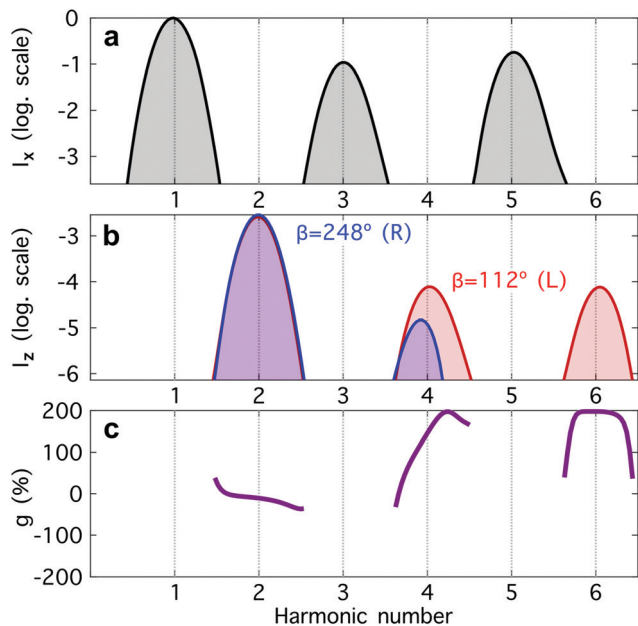 a
I_x (log. scale)
0
-1
-2
-3
1 2 3 4 5 6
b
I_z (log. scale)
-3
-4
-5
-6
β=248° (R)
β=112° (L)
1 2 3 4 5 6
c
g (%)
200
100
0
-100
-200
1 2 3 4 5 6
Harmonic number